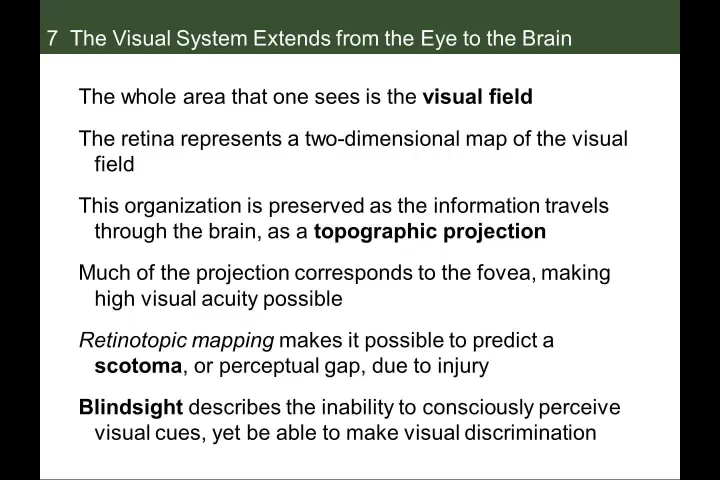 7 The Visual System Extends from the Eye to the Brain
The whole area that one sees is the visual field
The retina represents a two-dimensional map of the visual
field
This organization is preserved as the information travels
through the brain, as a topographic projection
Much of the projection corresponds to the fovea, making
high visual acuity possible
Retinotopic mapping makes it possible to predict a
scotoma, or perceptual gap, due to injury
Blindsight describes the inability to consciously perceive
visual cues, yet be able to make visual discrimination